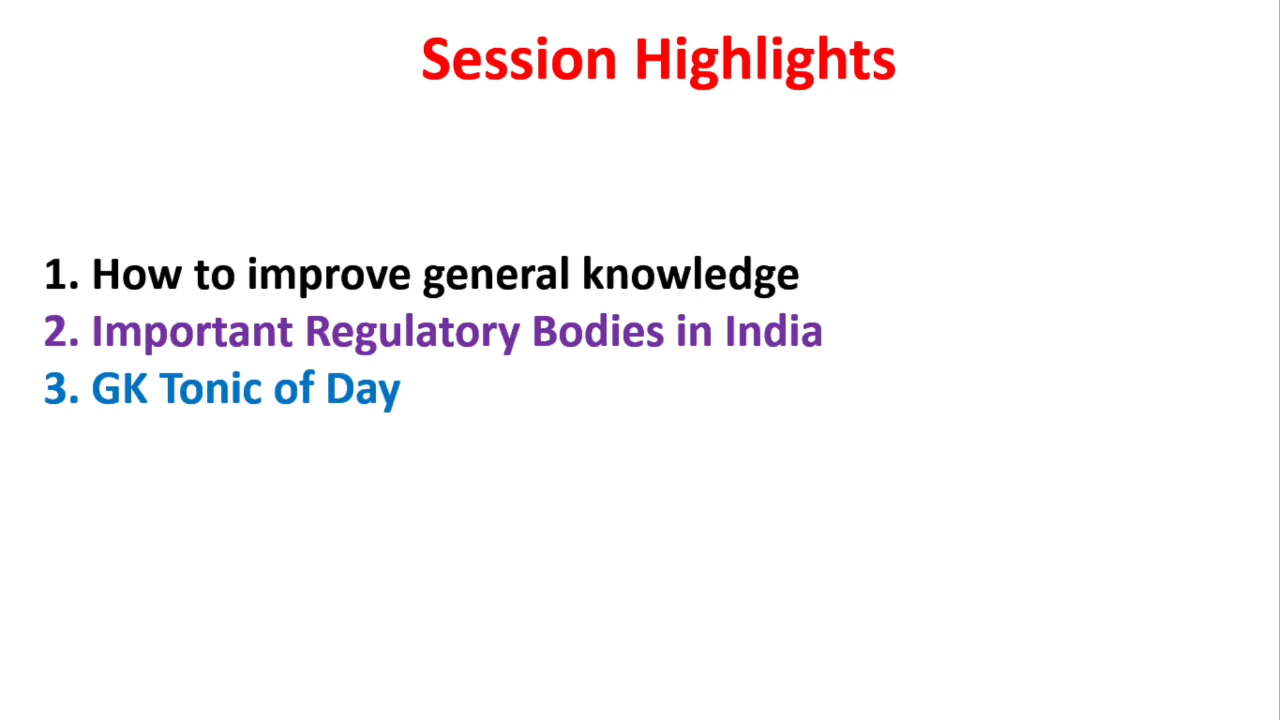 Session Highlights
1. How to improve general knowledge
2. Important Regulatory Bodies in India
3. GK Tonic of Day